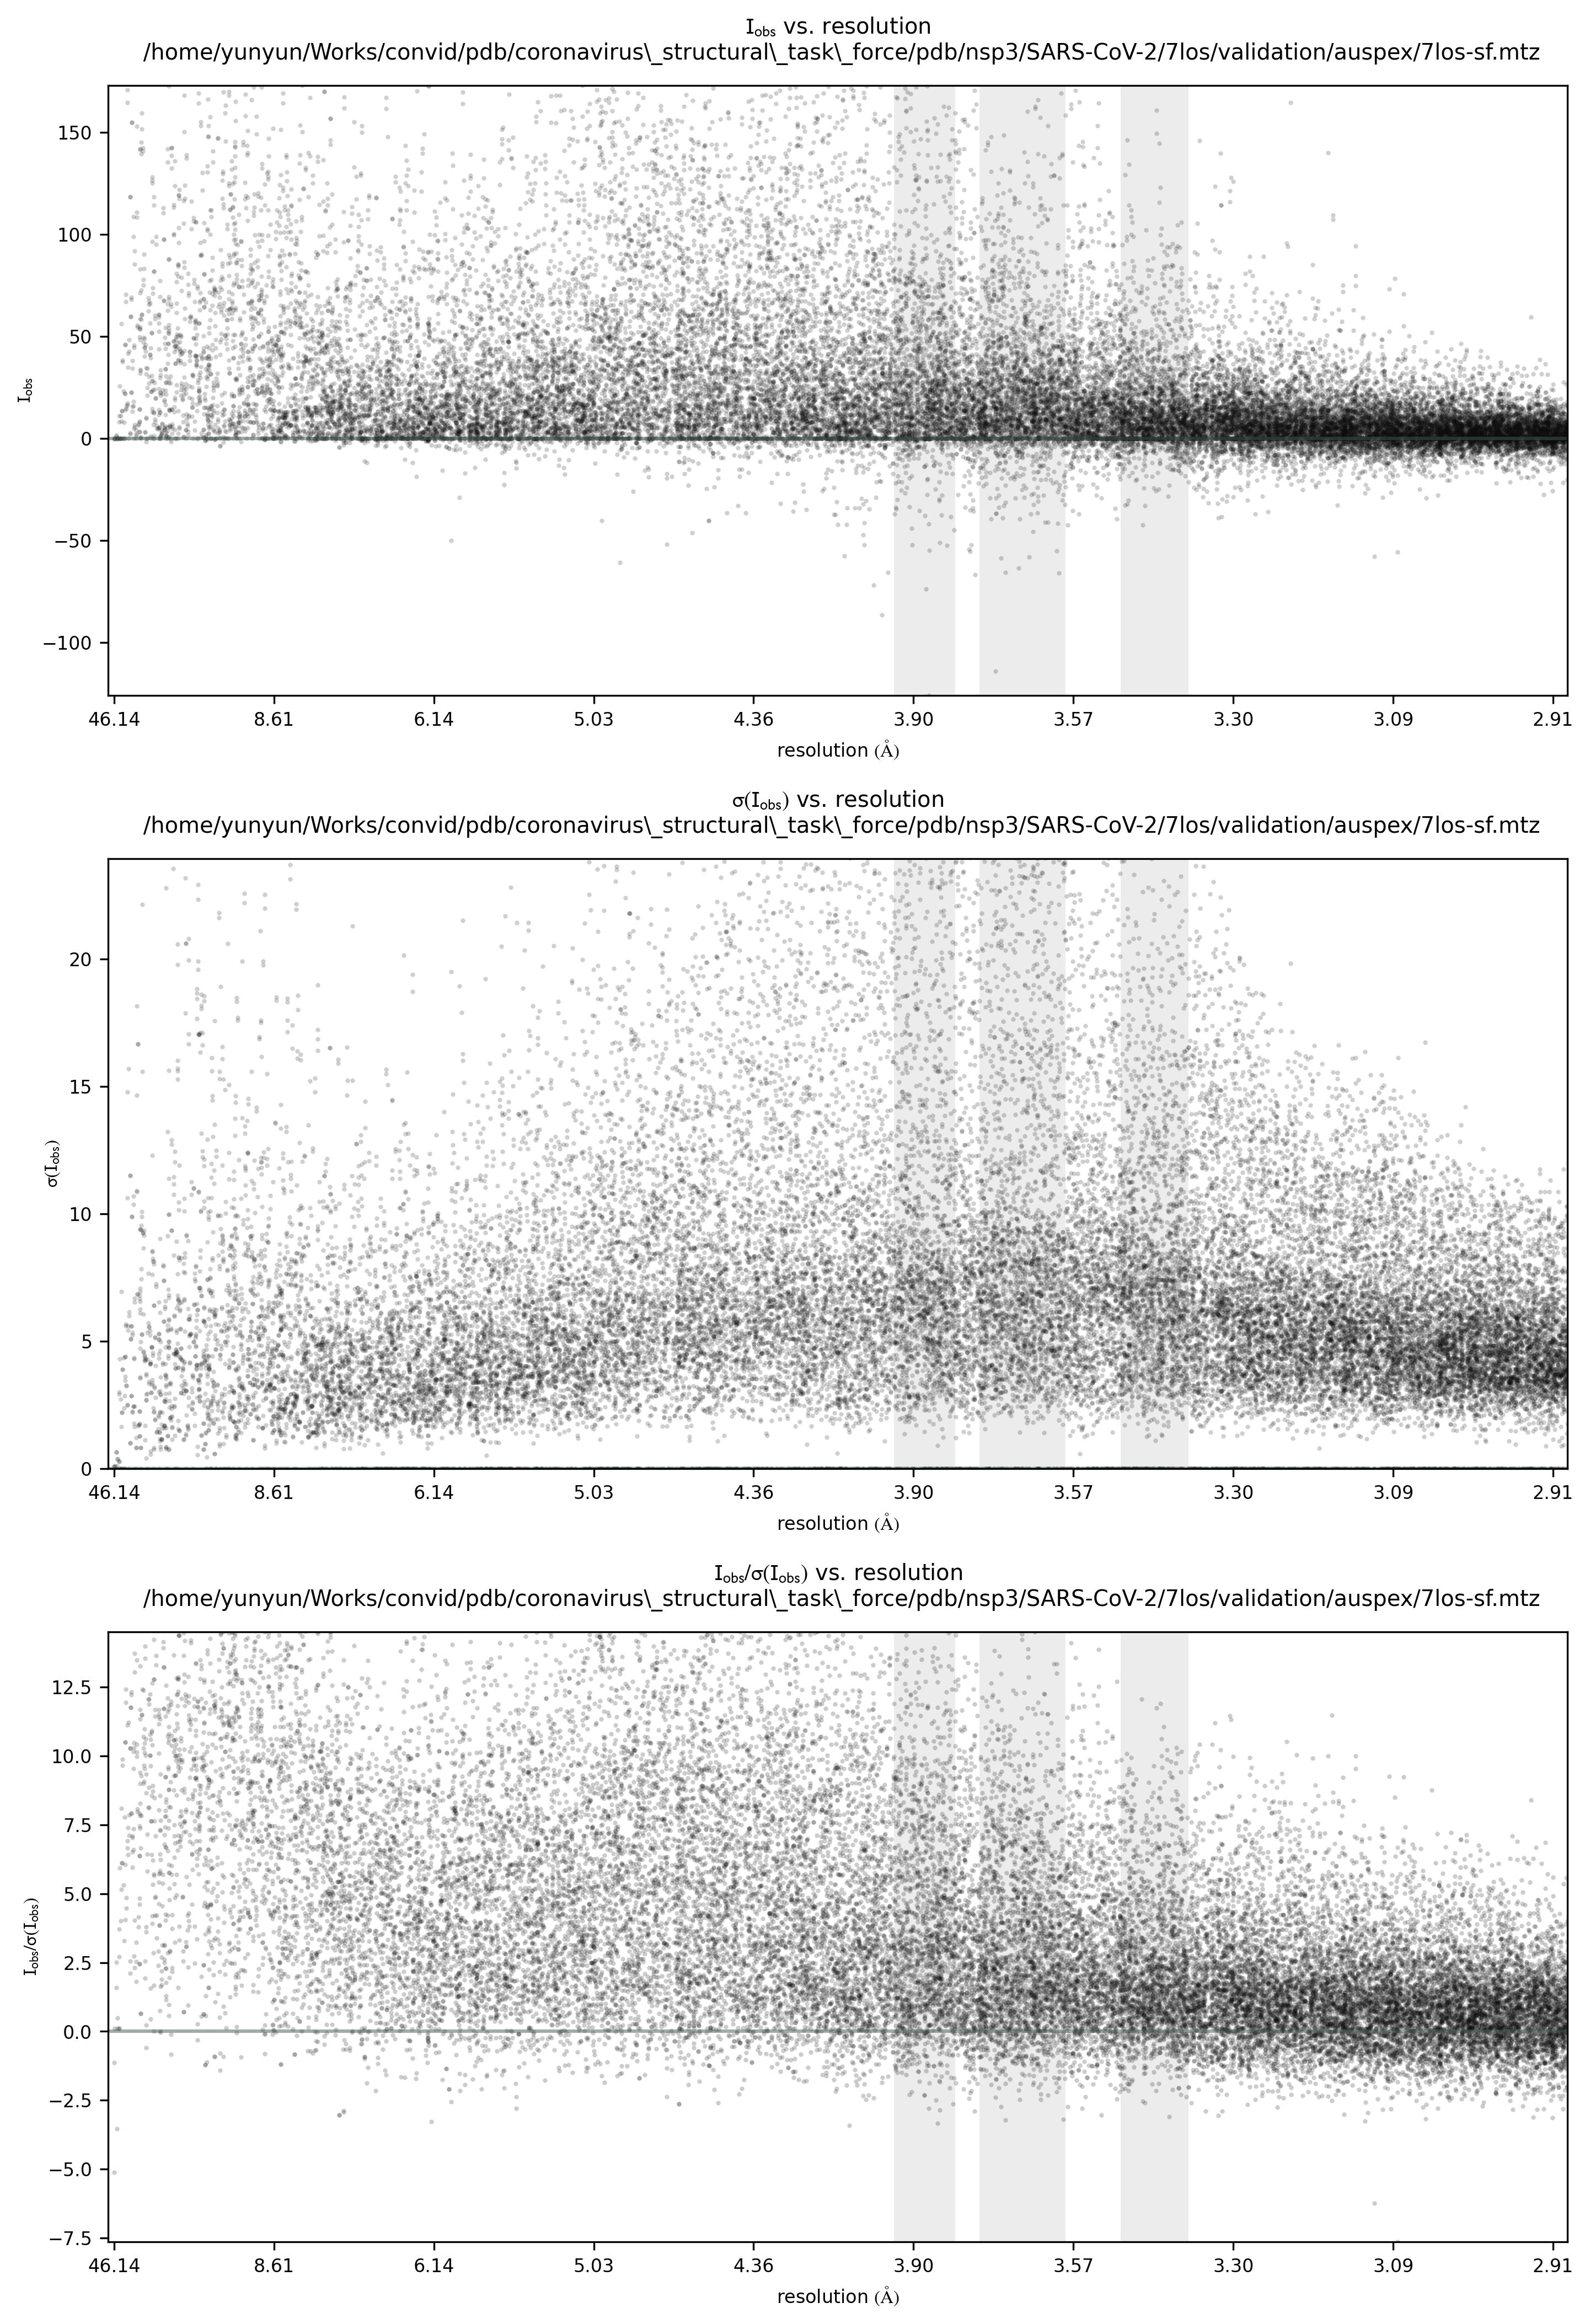 I_obs vs. resolution
/home/yunyun/Works/convid/pdb/coronavirus\_structural\_task\_force/pdb/nsp3/SARS-CoV-2/7los/validation/auspex/7los-sf.mtz
150
100
50
0
−50
−100
I_obs
46.14 8.61 6.14 5.03 4.36 3.90 3.57 3.30 3.09 2.91
resolution (Å)
σ(I_obs) vs. resolution
/home/yunyun/Works/convid/pdb/coronavirus\_structural\_task\_force/pdb/nsp3/SARS-CoV-2/7los/validation/auspex/7los-sf.mtz
20
15
10
5
0
σ(I_obs)
46.14 8.61 6.14 5.03 4.36 3.90 3.57 3.30 3.09 2.91
resolution (Å)
I_obs/σ(I_obs) vs. resolution
/home/yunyun/Works/convid/pdb/coronavirus\_structural\_task\_force/pdb/nsp3/SARS-CoV-2/7los/validation/auspex/7los-sf.mtz
12.5
10.0
7.5
5.0
2.5
0.0
−2.5
−5.0
−7.5
I_obs/σ(I_obs)
46.14 8.61 6.14 5.03 4.36 3.90 3.57 3.30 3.09 2.91
resolution (Å)